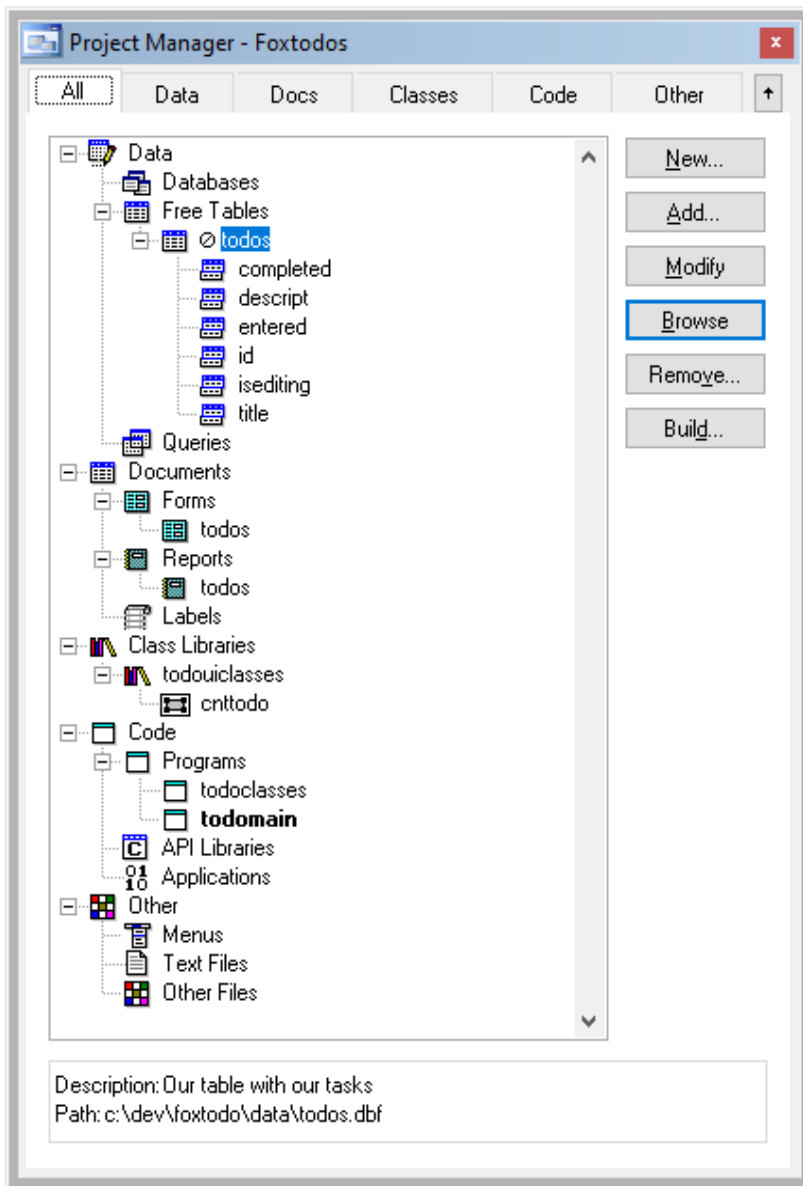 Project Manager - Foxtodos
All Data Docs Classes Code Other
Data
New...
Databases
Free Tables
Add...
todos
completed
Modify
descript
entered
Browse
id
isediting
Remove...
title
Queries
Build...
Documents
Forms
todos
Reports
todos
Labels
Class Libraries
todouiclasses
cnttodo
Code
Programs
todoclasses
todomain
API Libraries
Applications
Other
Menus
Text Files
Other Files
Description: Our table with our tasks
Path: c:\dev\foxtodo\data\todos.dbf